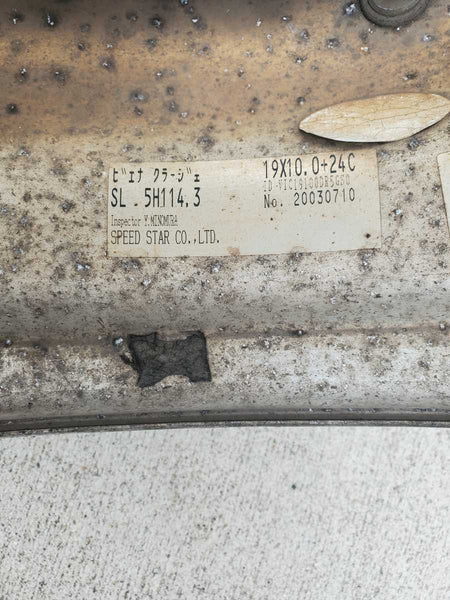 ビエナ クラージェ 19X10.0+24C
SL . 5H114.3
No. 20030710
Inspector Y.MINOMURA
SPEED STAR CO.,LTD.